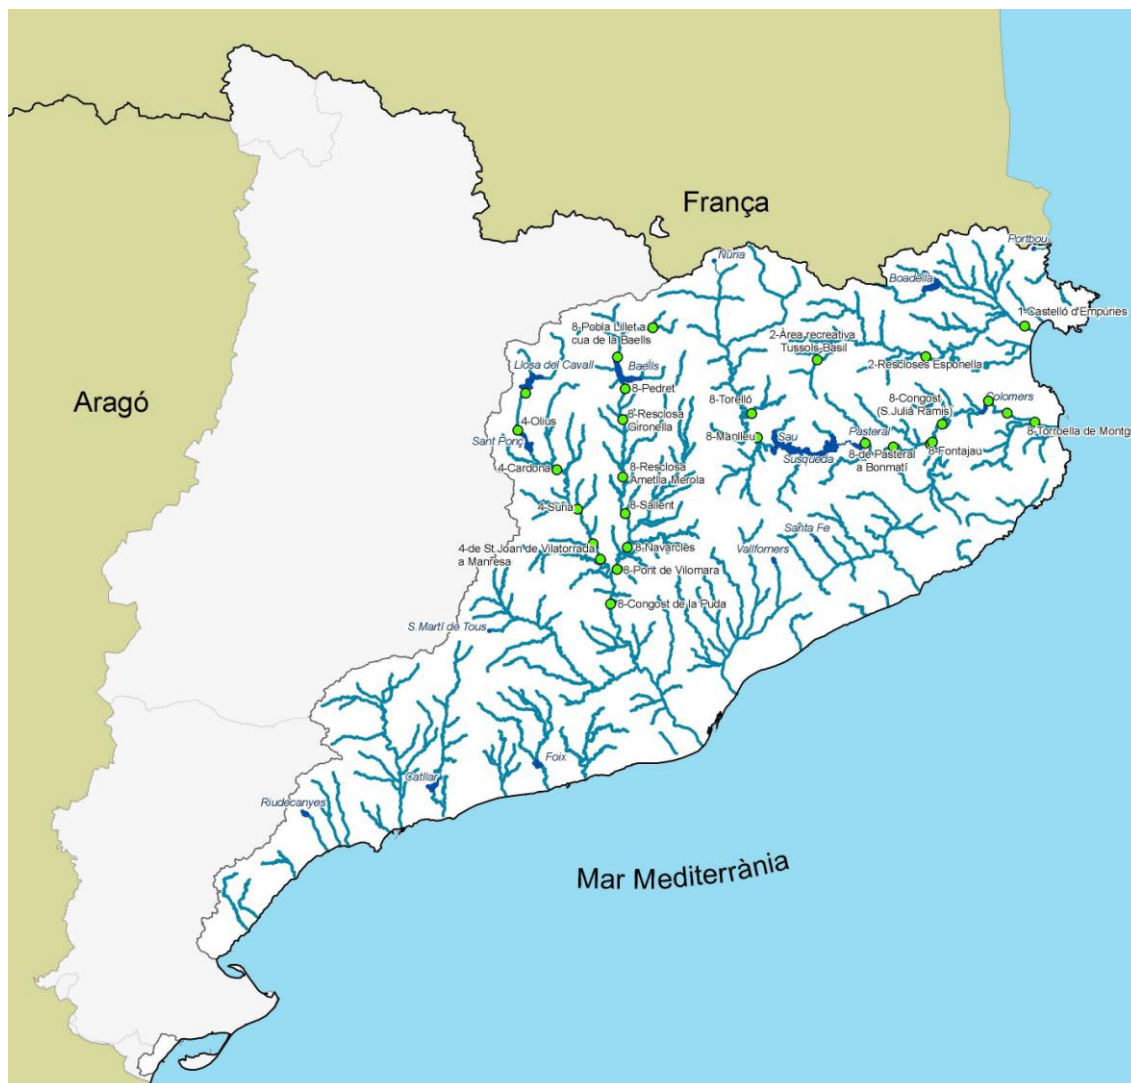 França
Aragó
Mar Mediterrània
Núria
Portbou
Boadella
1-Castelló d'Empúries
8-Pobla Lillet a
cua de la Baells
2-Àrea recreativa
Tussols-Basil
2-Rescloses Esponella
Llosa del Cavall
Baells
8-Pedret
8-Congost
(S.Julià Ramis)
Colomers
8-Torelló
8-Resclosa
Gironella
4-Olius
8-Torroella de Montg
Sant Ponç
8-Manlleu
Sau
Susqueda
Pasteral
8-de Pasteral
a Bonmatí
8-Fontajau
4-Cardona
8-Resclosa
Ametlla Merola
4-Súria
8-Sallent
Santa Fe
4-de St.Joan de Vilatorrada
a Manresa
8-Navarcles
Vallforners
8-Pont de Vilomara
8-Congost de la Puda
S.Martí de Tous
Foix
Catllar
Riudecanyes